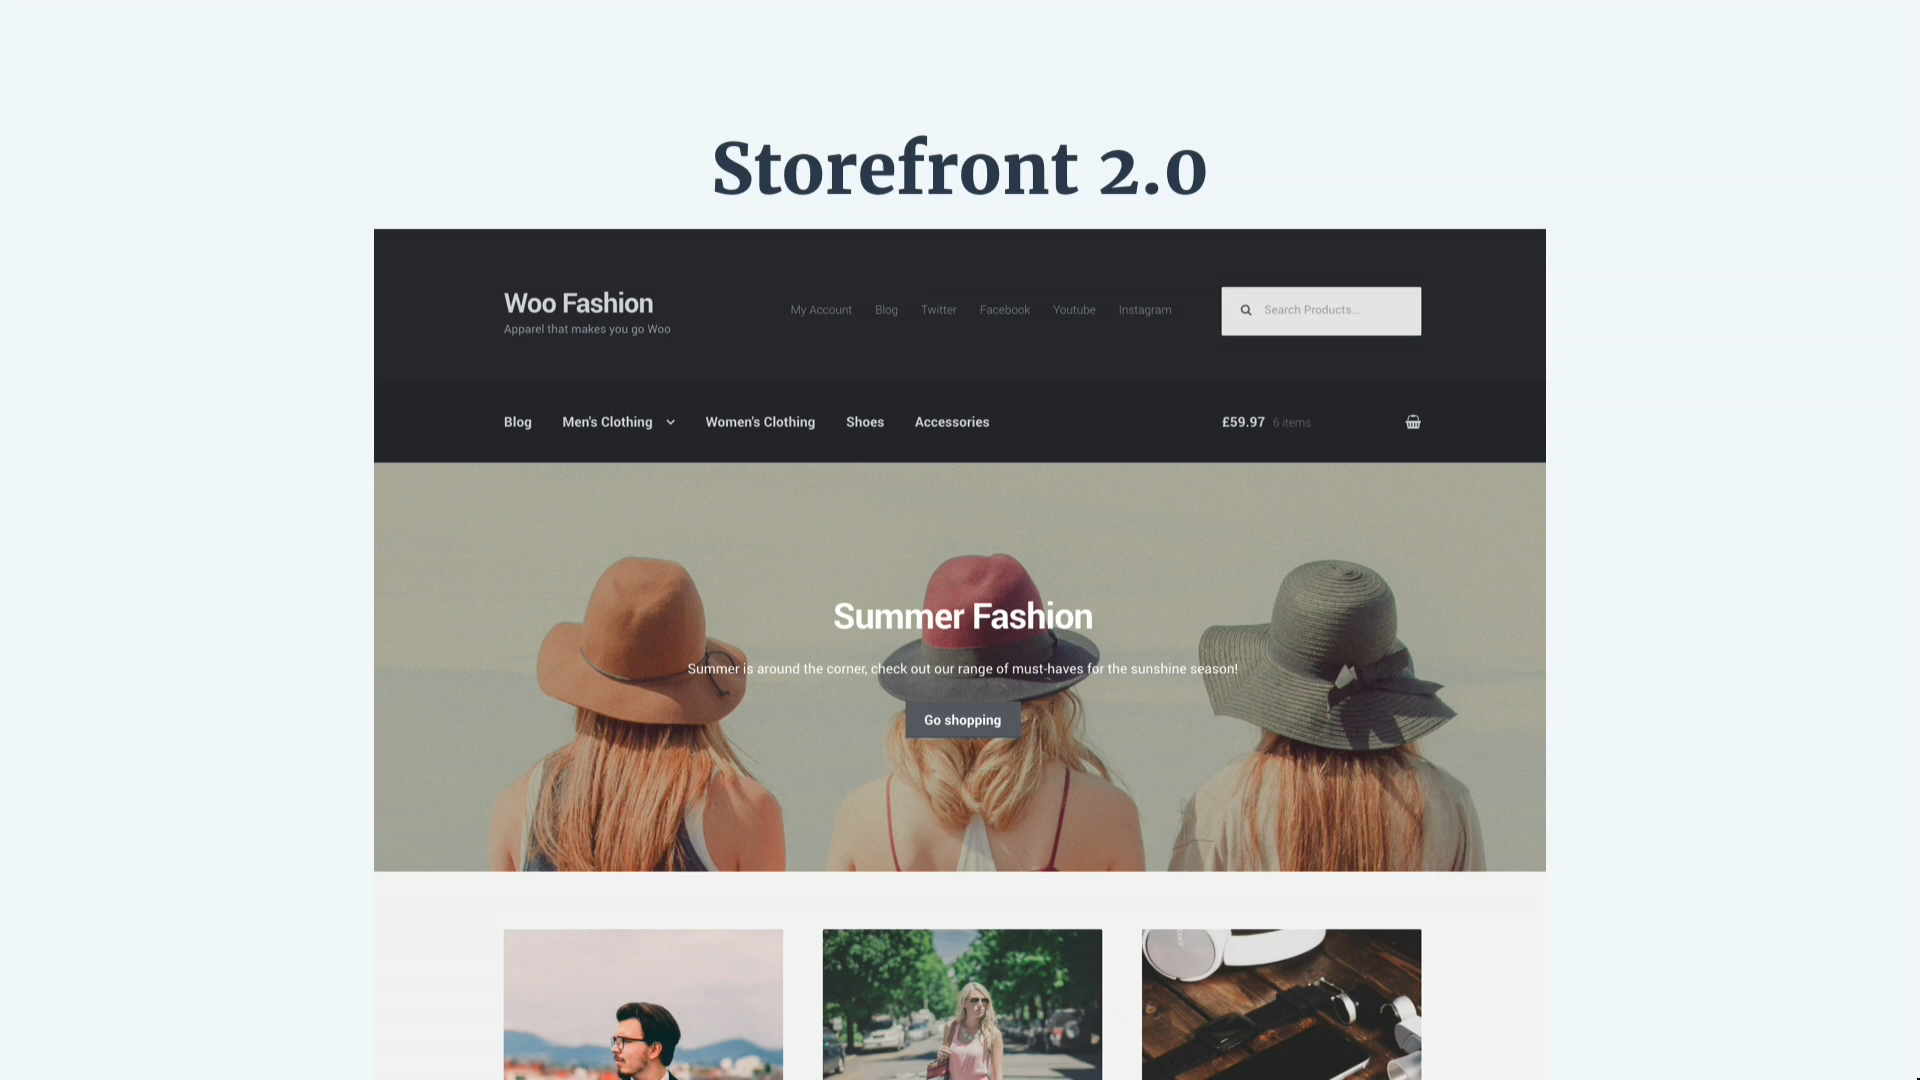 Storefront 2.0
Woo Fashion
Apparel that makes you go Woo
My Account Blog Twitter Facebook Youtube Instagram
Search Products...
Blog Men's Clothing Women's Clothing Shoes Accessories
£59.97 6 items
Summer Fashion
Summer is around the corner, check out our range of must-haves for the sunshine season!
Go shopping